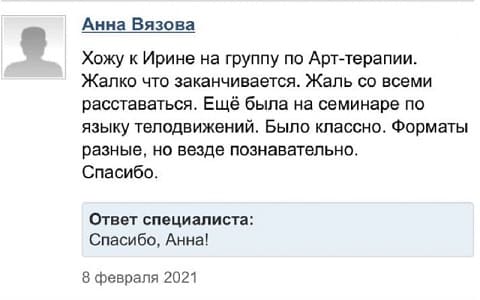 Анна Вязова
Хожу к Ирине на группу по Арт-терапии.
Жалко что заканчивается. Жаль со всеми
расставаться. Ещё была на семинаре по
языку телодвижений. Было классно. Форматы
разные, но везде познавательно.
Спасибо.
Ответ специалиста:
Спасибо, Анна!
8 февраля 2021